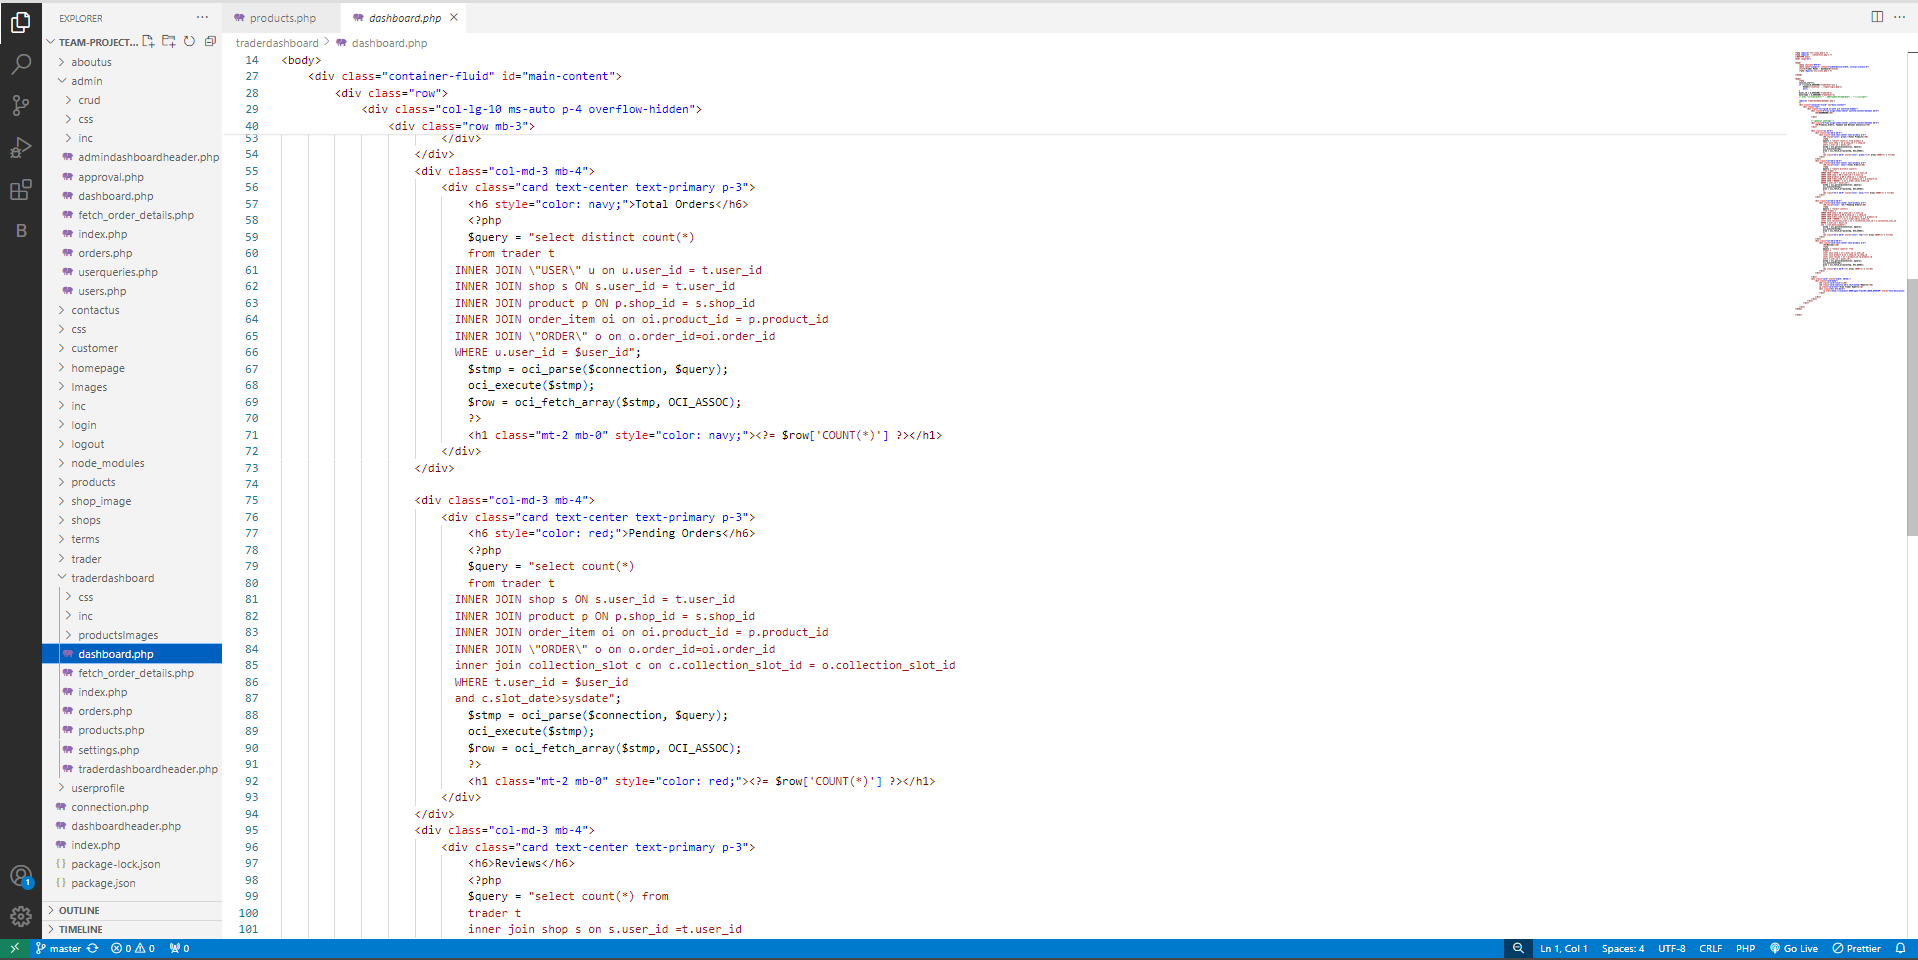 EXPLORER
TEAM-PROJECT...
aboutus
admin
crud
css
inc
admindashboardheader.php
approval.php
dashboard.php
fetch_order_details.php
index.php
orders.php
userqueries.php
users.php
contactus
css
customer
homepage
Images
inc
login
logout
node_modules
products
shop_image
shops
terms
trader
traderdashboard
css
inc
productsImages
dashboard.php
fetch_order_details.php
index.php
orders.php
products.php
settings.php
traderdashboardheader.php
userprofile
connection.php
dashboardheader.php
index.php
{} package-lock.json
{} package.json
OUTLINE
TIMELINE
B
1
products.php
dashboard.php
traderdashboard > dashboard.php
14 <body>
27 <div class="container-fluid" id="main-content">
28 <div class="row">
29 <div class="col-lg-10 ms-auto p-4 overflow-hidden">
40 <div class="row mb-3">
53 </div>
54 </div>
55 <div class="col-md-3 mb-4">
56 <div class="card text-center text-primary p-3">
57 <h6 style="color: navy;">Total Orders</h6>
58 <?php
59 $query = "select distinct count(*)
60 from trader t
61 INNER JOIN \"USER\" u on u.user_id = t.user_id
62 INNER JOIN shop s ON s.user_id = t.user_id
63 INNER JOIN product p ON p.shop_id = s.shop_id
64 INNER JOIN order_item oi on oi.product_id = p.product_id
65 INNER JOIN \"ORDER\" o on o.order_id=oi.order_id
66 WHERE u.user_id = $user_id";
67 $stmp = oci_parse($connection, $query);
68 oci_execute($stmp);
69 $row = oci_fetch_array($stmp, OCI_ASSOC);
70 ?>
71 <h1 class="mt-2 mb-0" style="color: navy;"><?= $row['COUNT(*)'] ?></h1>
72 </div>
73 </div>
74
75 <div class="col-md-3 mb-4">
76 <div class="card text-center text-primary p-3">
77 <h6 style="color: red;">Pending Orders</h6>
78 <?php
79 $query = "select count(*)
80 from trader t
81 INNER JOIN shop s ON s.user_id = t.user_id
82 INNER JOIN product p ON p.shop_id = s.shop_id
83 INNER JOIN order_item oi on oi.product_id = p.product_id
84 INNER JOIN \"ORDER\" o on o.order_id=oi.order_id
85 inner join collection_slot c on c.collection_slot_id = o.collection_slot_id
86 WHERE t.user_id = $user_id
87 and c.slot_date>sysdate";
88 $stmp = oci_parse($connection, $query);
89 oci_execute($stmp);
90 $row = oci_fetch_array($stmp, OCI_ASSOC);
91 ?>
92 <h1 class="mt-2 mb-0" style="color: red;"><?= $row['COUNT(*)'] ?></h1>
93 </div>
94 </div>
95 <div class="col-md-3 mb-4">
96 <div class="card text-center text-primary p-3">
97 <h6>Reviews</h6>
98 <?php
99 $query = "select count(*) from
100 trader t
101 inner join shop s on s.user_id =t.user_id
master 0 0 0 Ln 1, Col 1 Spaces: 4 UTF-8 CRLF PHP Go Live Prettier